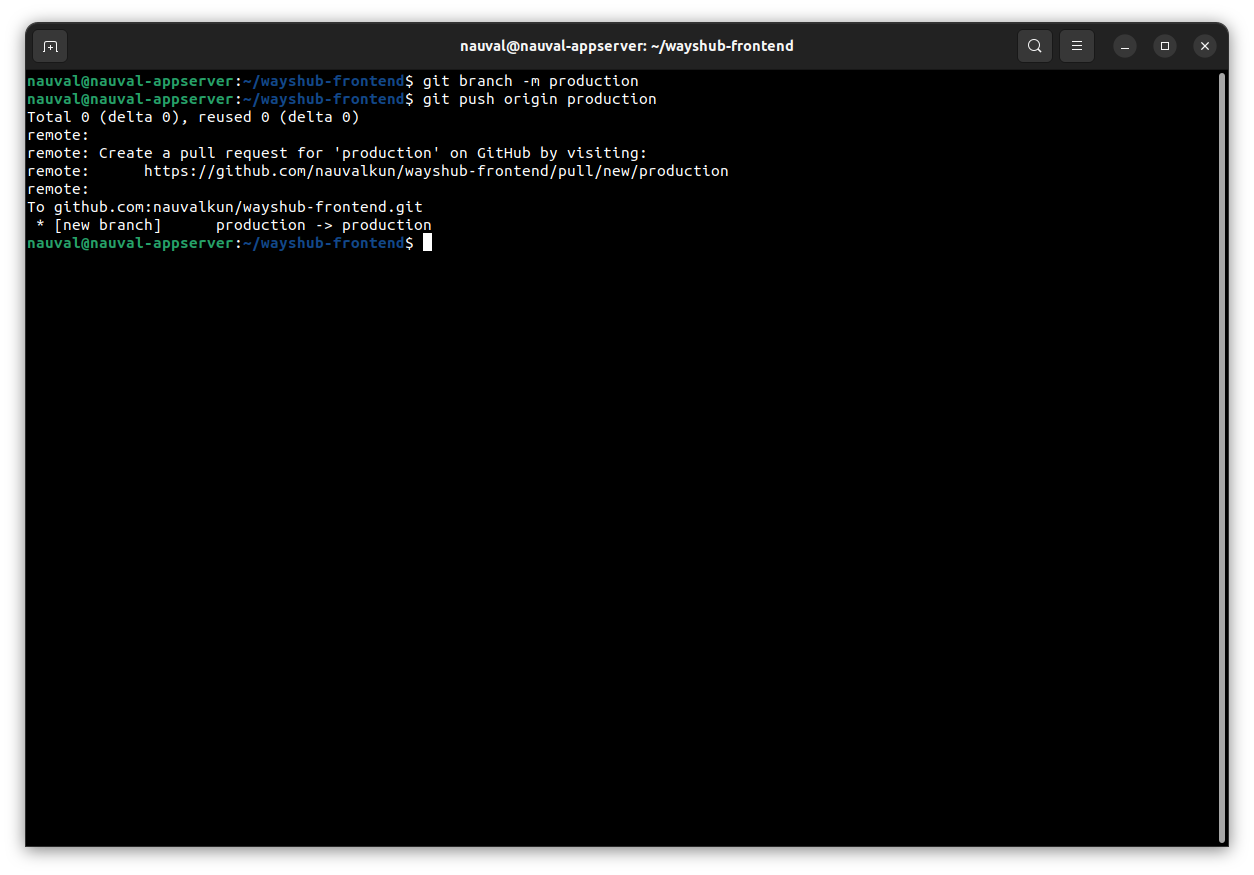 nauval@nauval-appserver: ~/wayshub-frontend
nauval@nauval-appserver:~/wayshub-frontend$ git branch -m production
nauval@nauval-appserver:~/wayshub-frontend$ git push origin production
Total 0 (delta 0), reused 0 (delta 0)
remote:
remote: Create a pull request for 'production' on GitHub by visiting:
remote:      https://github.com/nauvalkun/wayshub-frontend/pull/new/production
remote:
To github.com:nauvalkun/wayshub-frontend.git
 * [new branch]      production -> production
nauval@nauval-appserver:~/wayshub-frontend$